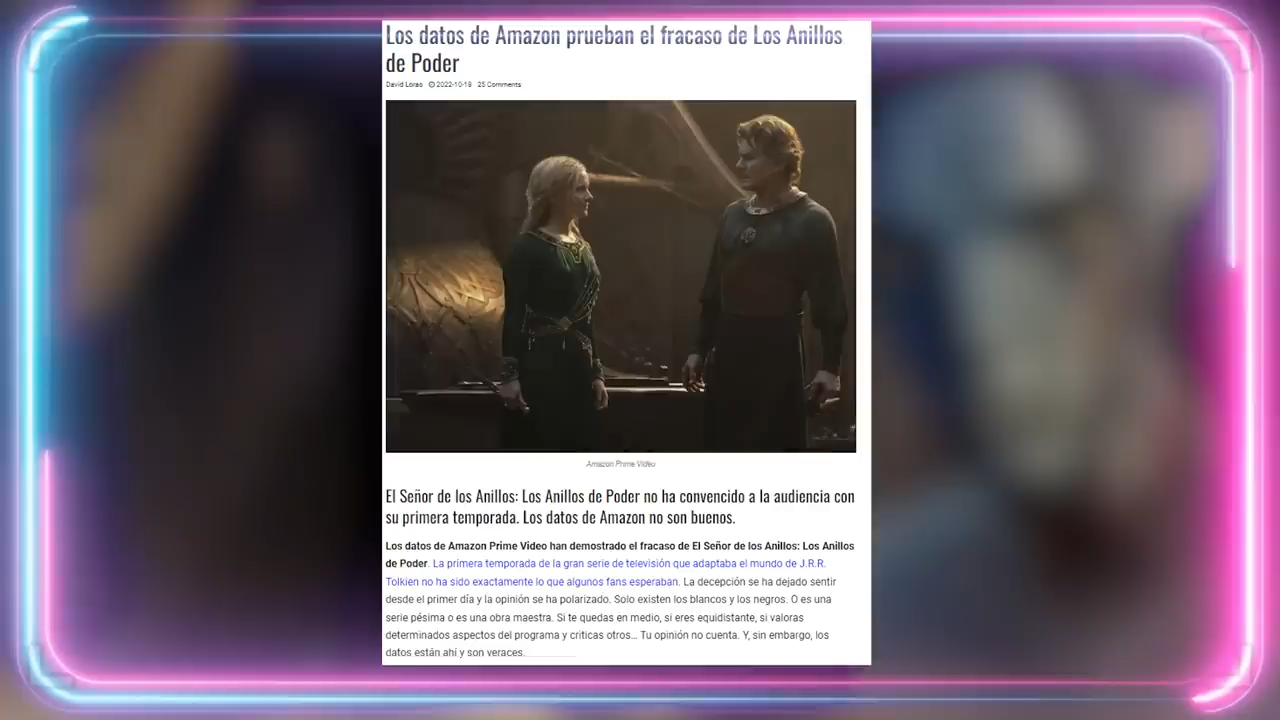 Los datos de Amazon prueban el fracaso de Los Anillos
de Poder
David Lorao 2022-10-19 25 Comments
Amazon Prime Video
El Señor de los Anillos: Los Anillos de Poder no ha convencido a la audiencia con
su primera temporada. Los datos de Amazon no son buenos.
Los datos de Amazon Prime Video han demostrado el fracaso de El Señor de los Anillos: Los Anillos
de Poder. La primera temporada de la gran serie de televisión que adaptaba el mundo de J.R.R.
Tolkien no ha sido exactamente lo que algunos fans esperaban. La decepción se ha dejado sentir
desde el primer día y la opinión se ha polarizado. Solo existen los blancos y los negros. O es una
serie pésima o es una obra maestra. Si te quedas en medio, si eres equidistante, si valoras
determinados aspectos del programa y criticas otros... Tu opinión no cuenta. Y, sin embargo, los
datos están ahí y son veraces.